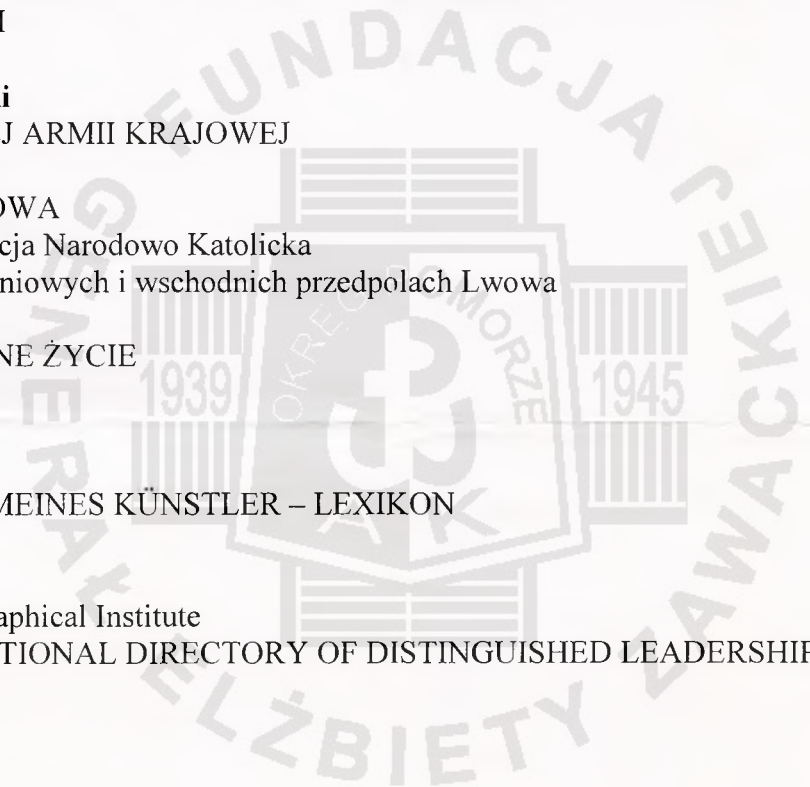 I
i
J ARMII KRAJOWEJ
OWA
cja Narodowo Katolicka
niowych i wschodnich przedpolach Lwowa
NE ŻYCIE
MEINES KÜNSTLER – LEXIKON
aphical Institute
TIONAL DIRECTORY OF DISTINGUISHED LEADERSHIP
FUNDACJA GENERAŁ ELŻBIETY ZAWACKIEJ
OKRĘG POMORZE
1939
1945
AK